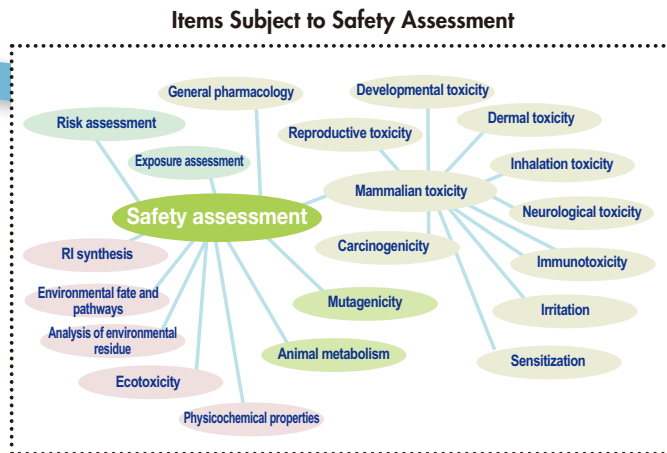 Items Subject to Safety Assessment
General pharmacology
Developmental toxicity
Risk assessment
Reproductive toxicity
Dermal toxicity
Exposure assessment
Inhalation toxicity
Mammalian toxicity
Safety assessment
Neurological toxicity
RI synthesis
Carcinogenicity
Immunotoxicity
Environmental fate and
pathways
Mutagenicity
Irritation
Analysis of environmental
residue
Animal metabolism
Sensitization
Ecotoxicity
Physicochemical properties